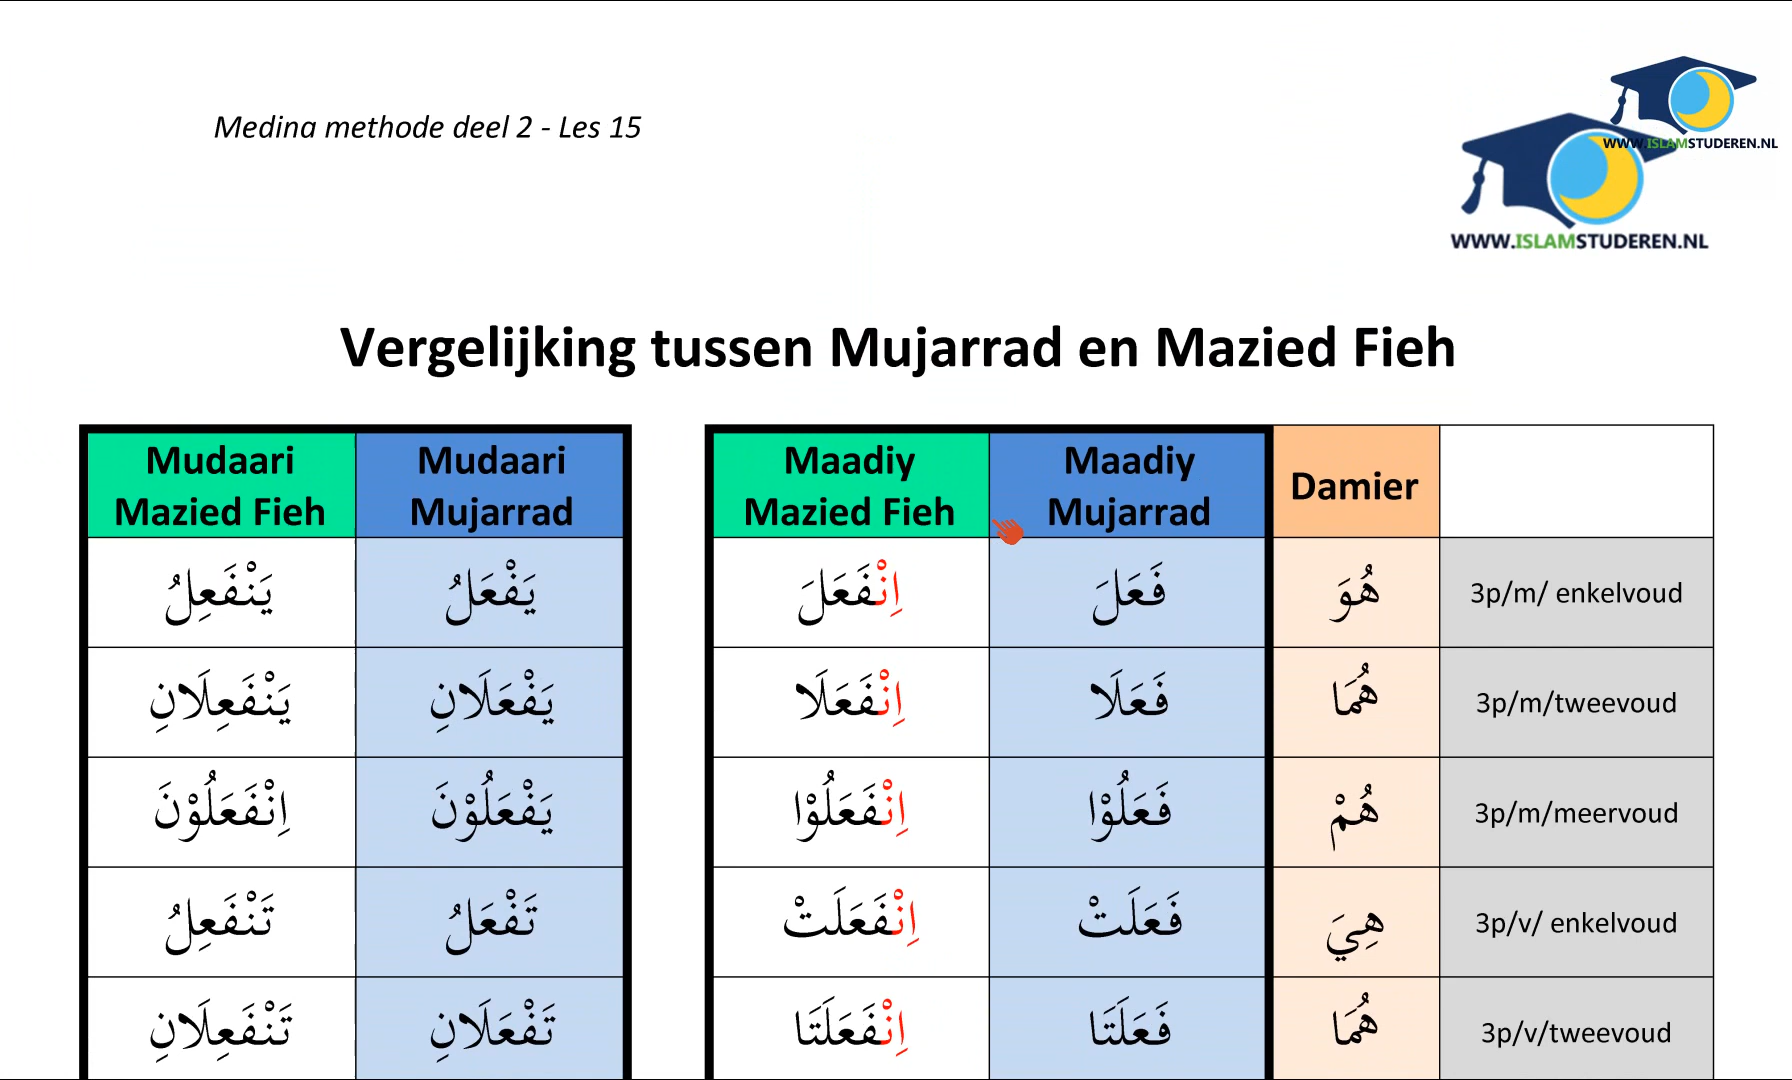 Medina methode deel 2 - Les 15
WWW.ISLAMSTUDEREN.NL
WWW.ISLAMSTUDEREN.NL
Vergelijking tussen Mujarrad en Mazied Fieh
Mudaari Mazied Fieh
Mudaari Mujarrad
Maadiy Mazied Fieh
Maadiy Mujarrad
Damier
يَنْفَعِلُ يَفْعَلُ اِنْفَعَلَ فَعَلَ هُوَ 3p/m/ enkelvoud
يَنْفَعِلَانِ يَفْعَلَانِ اِنْفَعَلَا فَعَلَا هُمَا 3p/m/tweevoud
اِنْفَعَلُوْنَ يَفْعَلُوْنَ اِنْفَعَلُوْا فَعَلُوْا هُمْ 3p/m/meervoud
تَنْفَعِلُ تَفْعَلُ اِنْفَعَلَتْ فَعَلَتْ هِيَ 3p/v/ enkelvoud
تَنْفَعِلَانِ تَفْعَلَانِ اِنْفَعَلَتَا فَعَلَتَا هُمَا 3p/v/tweevoud